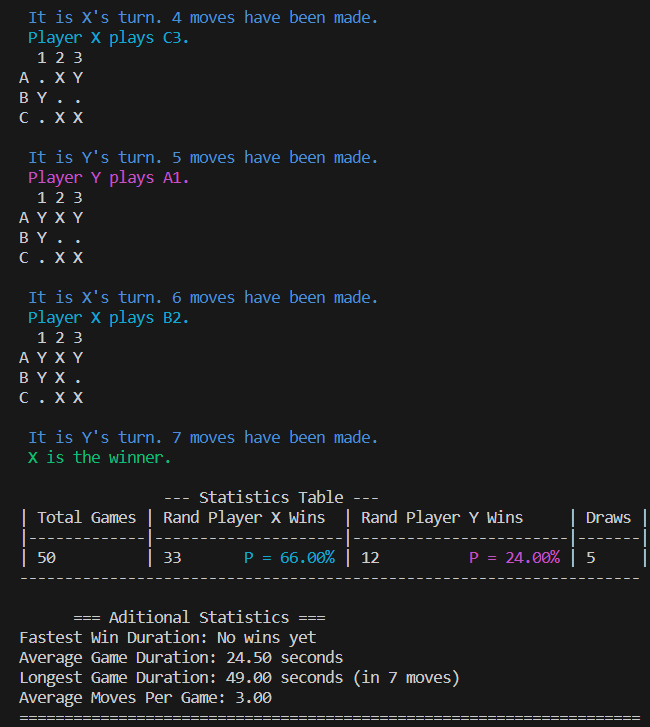 It is X's turn. 4 moves have been made.
Player X plays C3.
1 2 3
A . X Y
B Y . .
C . X X
It is Y's turn. 5 moves have been made.
Player Y plays A1.
1 2 3
A Y X Y
B Y . .
C . X X
It is X's turn. 6 moves have been made.
Player X plays B2.
1 2 3
A Y X Y
B Y X .
C . X X
It is Y's turn. 7 moves have been made.
X is the winner.
--- Statistics Table ---
| Total Games | Rand Player X Wins | Rand Player Y Wins | Draws |
|-------------|---------------------|------------------------|-------|
| 50 | 33 P = 66.00% | 12 P = 24.00% | 5 |
---------------------------------------------------------------------
=== Aditional Statistics ===
Fastest Win Duration: No wins yet
Average Game Duration: 24.50 seconds
Longest Game Duration: 49.00 seconds (in 7 moves)
Average Moves Per Game: 3.00
=====================================================================